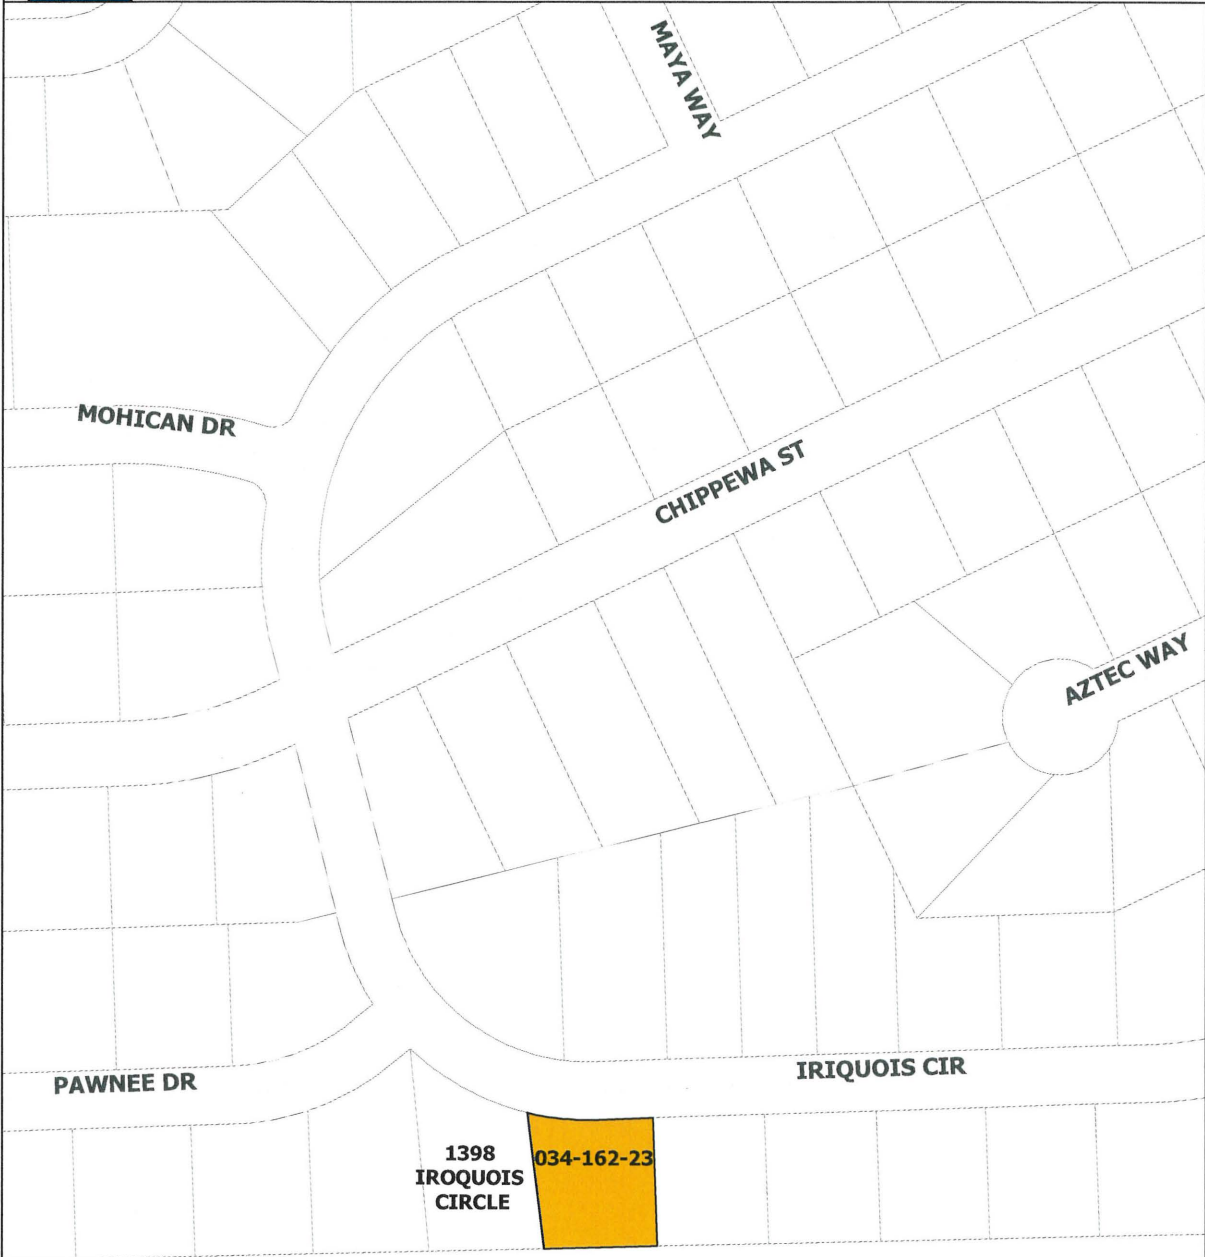 MAYA WAY
MOHICAN DR
CHIPPEWA ST
AZTEC WAY
IRIQUOIS CIR
PAWNEE DR
1398
IROQUOIS
CIRCLE
034-162-23